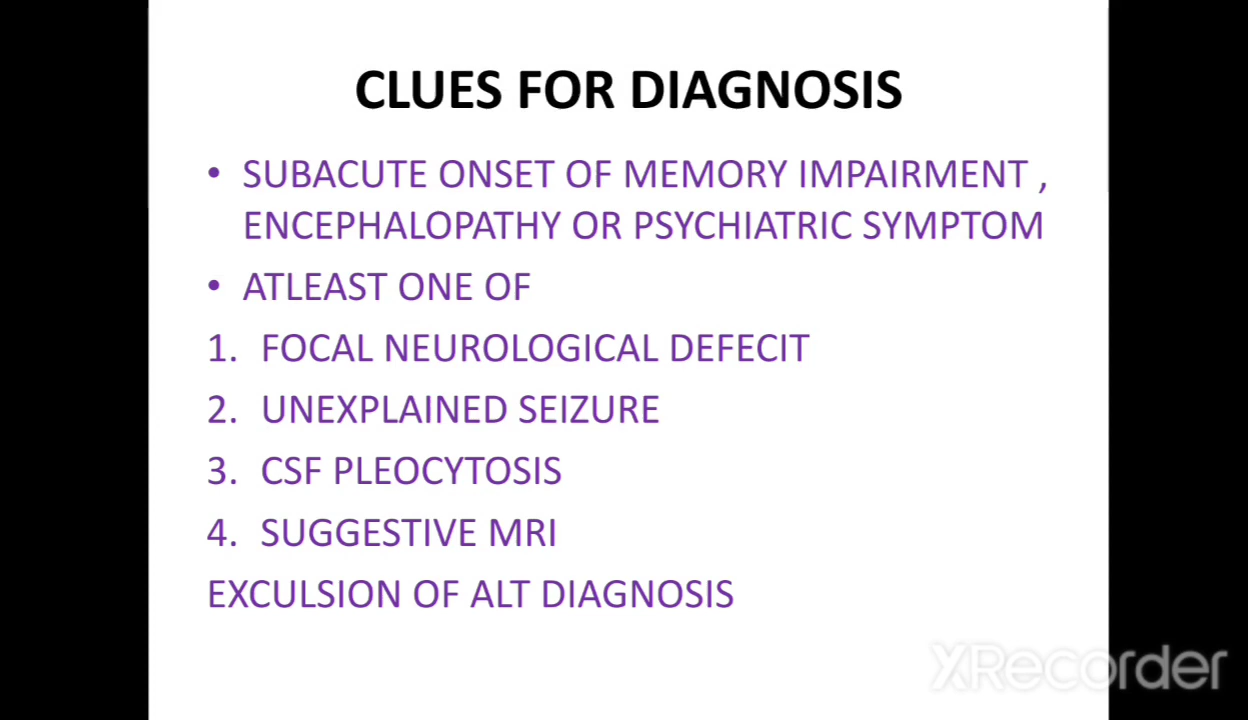 CLUES FOR DIAGNOSIS
• SUBACUTE ONSET OF MEMORY IMPAIRMENT ,
ENCEPHALOPATHY OR PSYCHIATRIC SYMPTOM
• ATLEAST ONE OF
1. FOCAL NEUROLOGICAL DEFECIT
2. UNEXPLAINED SEIZURE
3. CSF PLEOCYTOSIS
4. SUGGESTIVE MRI
EXCULSION OF ALT DIAGNOSIS
XRecorder